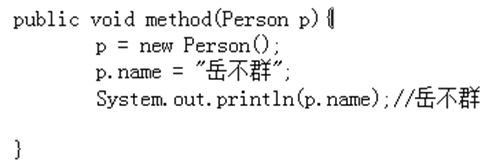 public void method(Person p){
p = new Person();
p.name = "岳不群";
System.out.println(p.name);//岳不群
}